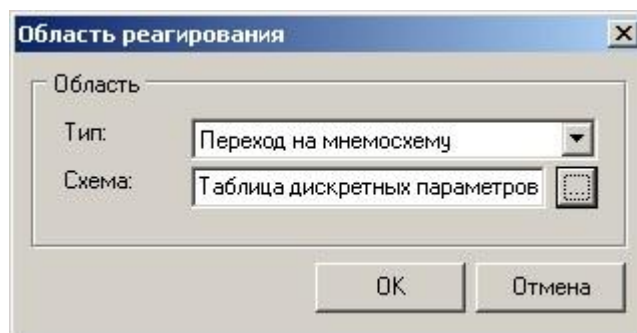 Область реагирования
Область
Тип:
Переход на мнемосхему
Схема:
Таблица дискретных параметров
...
OK
Отмена